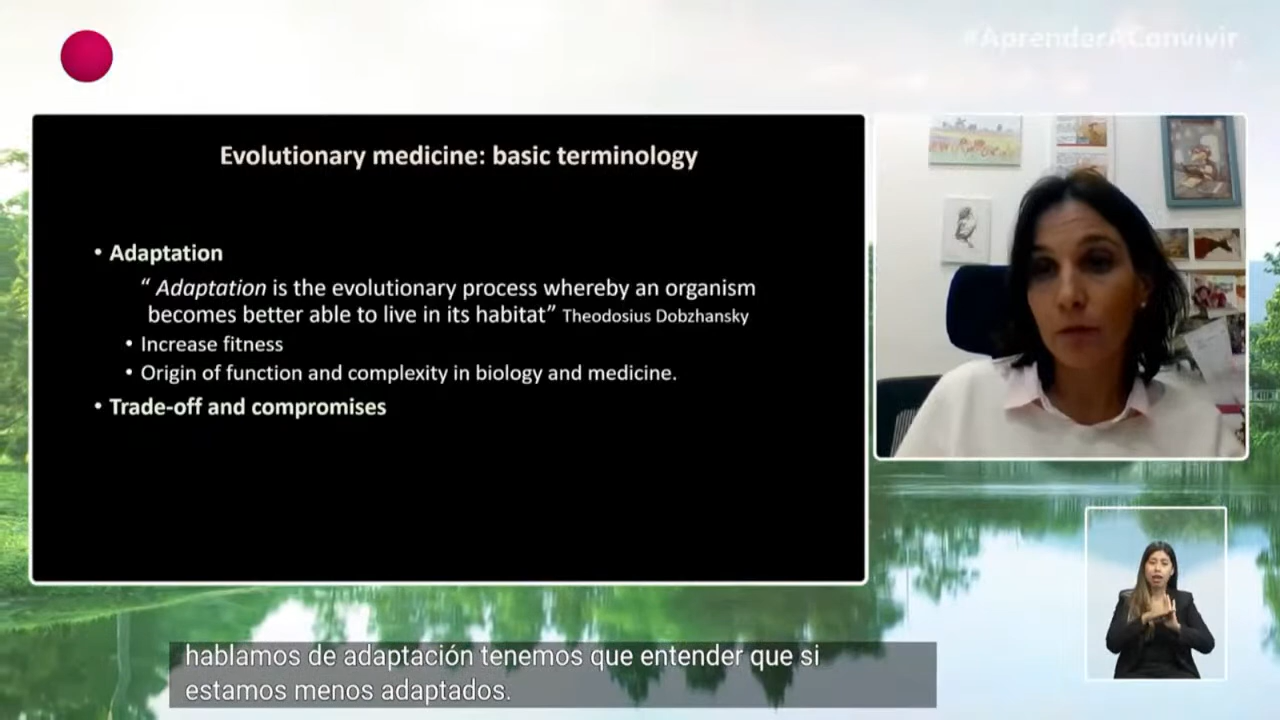 #AprenderAConvivir
Evolutionary medicine: basic terminology
• Adaptation
“ Adaptation is the evolutionary process whereby an organism
becomes better able to live in its habitat” Theodosius Dobzhansky
• Increase fitness
• Origin of function and complexity in biology and medicine.
• Trade-off and compromises
hablamos de adaptación tenemos que entender que si
estamos menos adaptados.